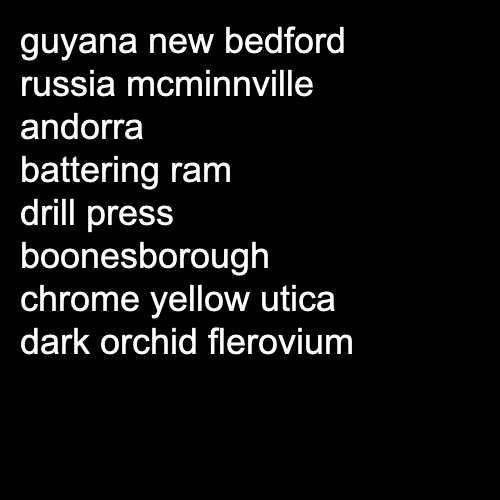 guyana new bedford
russia mcminnville
andorra
battering ram
drill press
boonesborough
chrome yellow utica
dark orchid flerovium